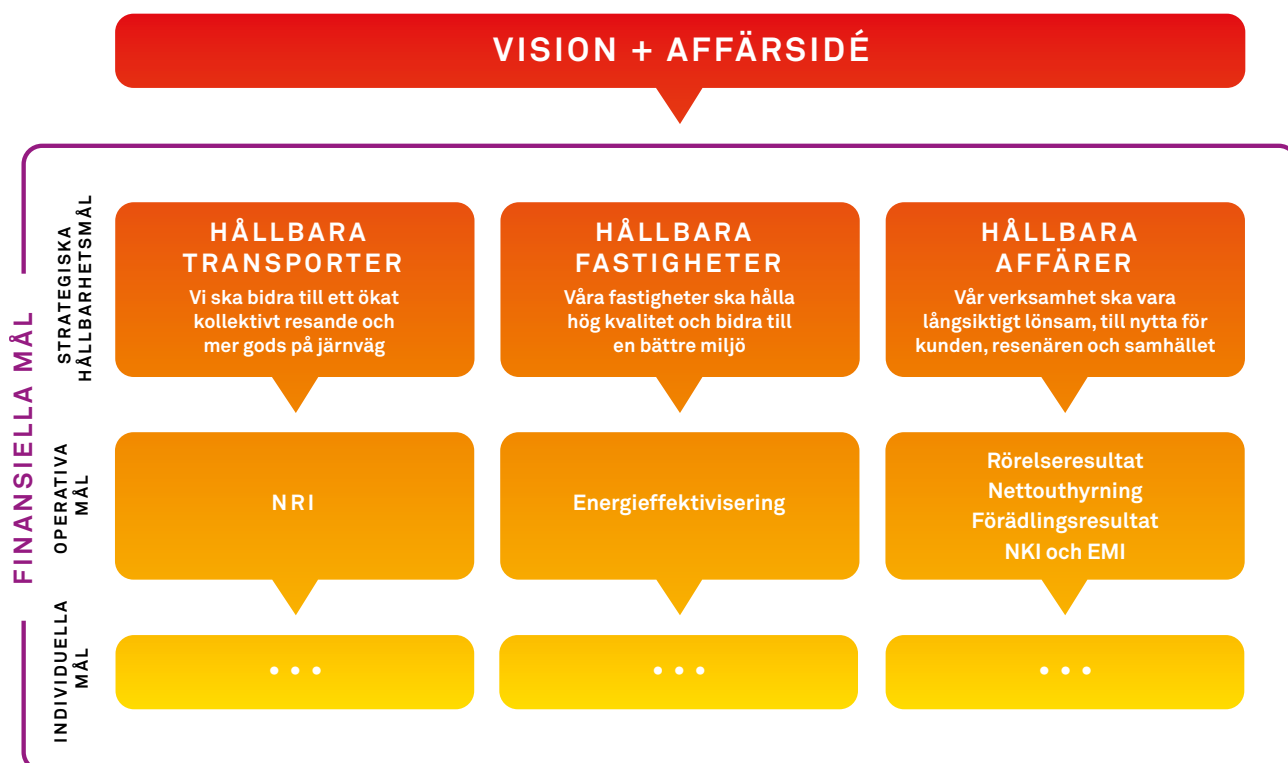 VISION + AFFÄRSIDÉ
FINANSIELLA MÅL
STRATEGISKA
HÅLLBARHETSMÅL
HÅLLBARA
TRANSPORTER
Vi ska bidra till ett ökat
kollektivt resande och
mer gods på järnväg
HÅLLBARA
FASTIGHETER
Våra fastigheter ska hålla
hög kvalitet och bidra till
en bättre miljö
HÅLLBARA
AFFÄRER
Vår verksamhet ska vara
långsiktigt lönsam, till nytta för
kunden, resenären och samhället
OPERATIVA
MÅL
NRI
Energieffektivisering
Rörelseresultat
Nettouthyrning
Förädlingsresultat
NKI och EMI
INDIVIDUELLA
MÅL
• • •
• • •
• • •